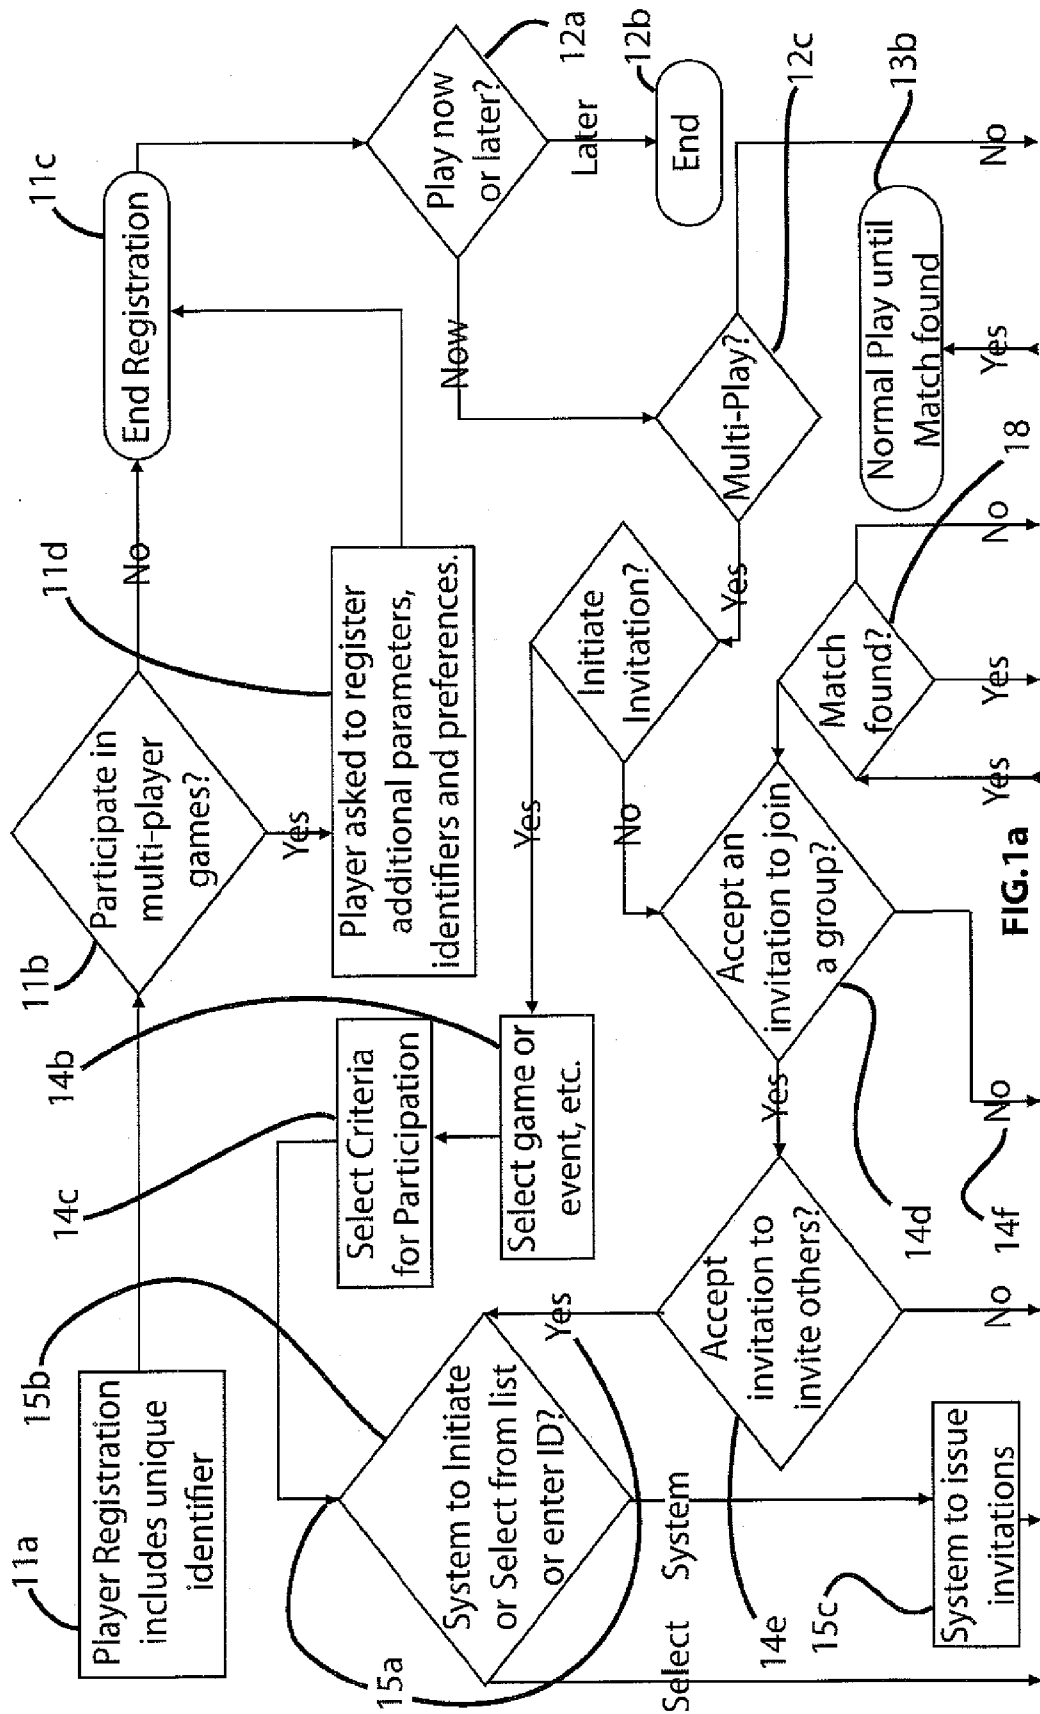 11a
Player Registration
includes unique
identifier
11b
Participate in
multi-player
games?
No
Yes
11c
End Registration
11d
Player asked to register
additional parameters,
identifiers and preferences.
12a
Play now
or later?
Now
Later
12b
End
12c
Multi-Play?
Yes
No
Initiate
Invitation?
Yes
No
14b
Select game or
event, etc.
14c
Select Criteria
for Participation
15b
15a
System to Initiate
or Select from list
or enter ID?
Select
System
Yes
14e
Accept
invitation to
invite others?
No
Yes
14d
Accept an
invitation to join
a group?
14f
No
15c
System to issue
invitations
18
Match
found?
Yes
Yes
No
13b
Normal Play until
Match found
Yes
No
FIG.1a